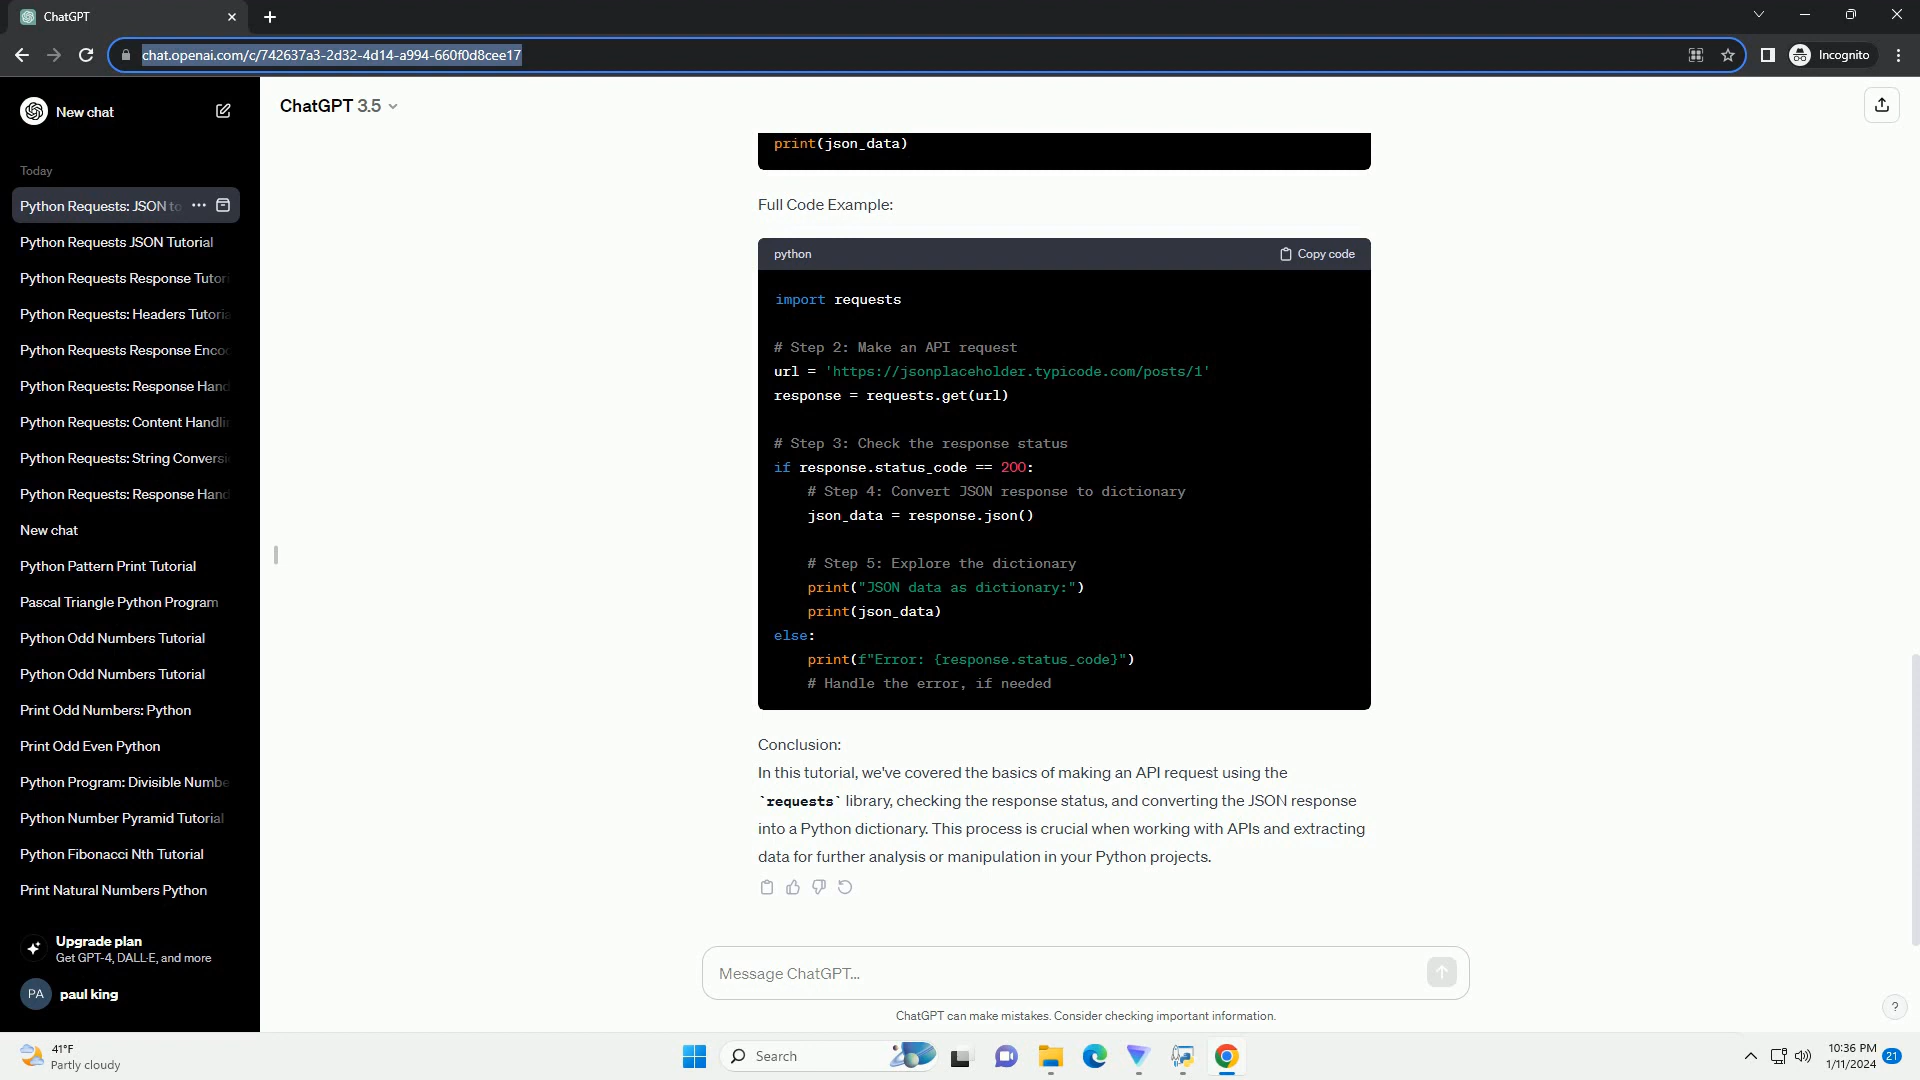 ChatGPT
chat.openai.com/c/742637a3-2d32-4d14-a994-660f0d8cee17
Incognito
New chat
Today
Python Requests: JSON to
Python Requests JSON Tutorial
Python Requests Response Tutori
Python Requests: Headers Tutoria
Python Requests Response Enco
Python Requests: Response Hand
Python Requests: Content Handli
Python Requests: String Conversi
Python Requests: Response Hand
New chat
Python Pattern Print Tutorial
Pascal Triangle Python Program
Python Odd Numbers Tutorial
Python Odd Numbers Tutorial
Print Odd Numbers: Python
Print Odd Even Python
Python Program: Divisible Numbe
Python Number Pyramid Tutorial
Python Fibonacci Nth Tutorial
Print Natural Numbers Python
Upgrade plan
Get GPT-4, DALL·E, and more
PA paul king
ChatGPT 3.5
print(json_data)
Full Code Example:
python Copy code
import requests
# Step 2: Make an API request
url = 'https://jsonplaceholder.typicode.com/posts/1'
response = requests.get(url)
# Step 3: Check the response status
if response.status_code == 200:
# Step 4: Convert JSON response to dictionary
json_data = response.json()
# Step 5: Explore the dictionary
print("JSON data as dictionary:")
print(json_data)
else:
print(f"Error: {response.status_code}")
# Handle the error, if needed
Conclusion:
In this tutorial, we've covered the basics of making an API request using the
`requests` library, checking the response status, and converting the JSON response
into a Python dictionary. This process is crucial when working with APIs and extracting
data for further analysis or manipulation in your Python projects.
Message ChatGPT...
ChatGPT can make mistakes. Consider checking important information.
?
41°F
Partly cloudy
Search
10:36 PM
1/11/2024
21